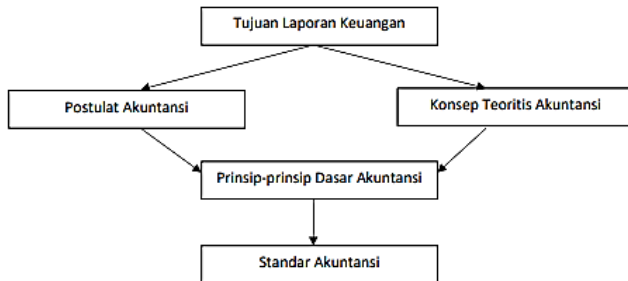 Tujuan Laporan Keuangan
Postulat Akuntansi
Konsep Teoritis Akuntansi
Prinsip-prinsip Dasar Akuntansi
Standar Akuntansi